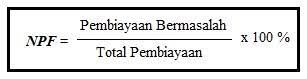 Pembiayaan Bermasalah
NPF = x 100 %
Total Pembiayaan